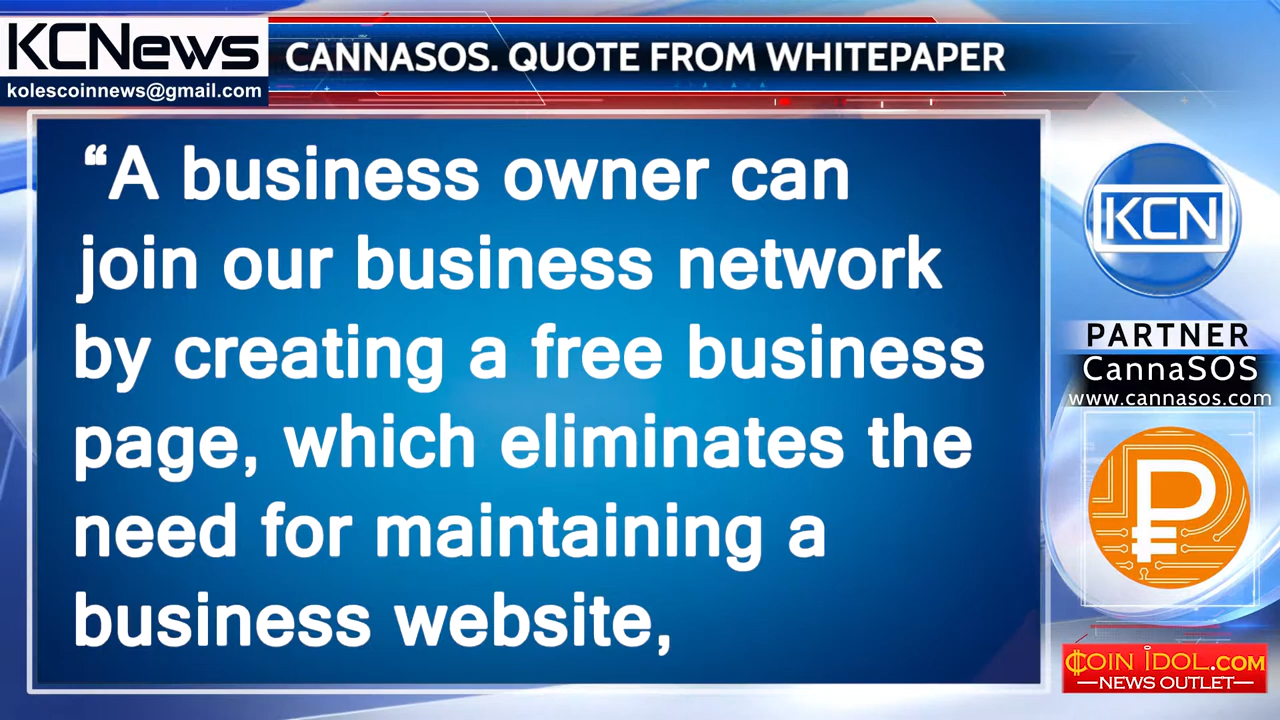 KCNews
kolescoinnews@gmail.com
CANNASOS. QUOTE FROM WHITEPAPER
“A business owner can
join our business network
by creating a free business
page, which eliminates the
need for maintaining a
business website,
KCN
PARTNER
CannaSOS
www.cannasos.com
COIN IDOL.COM
—NEWS OUTLET—